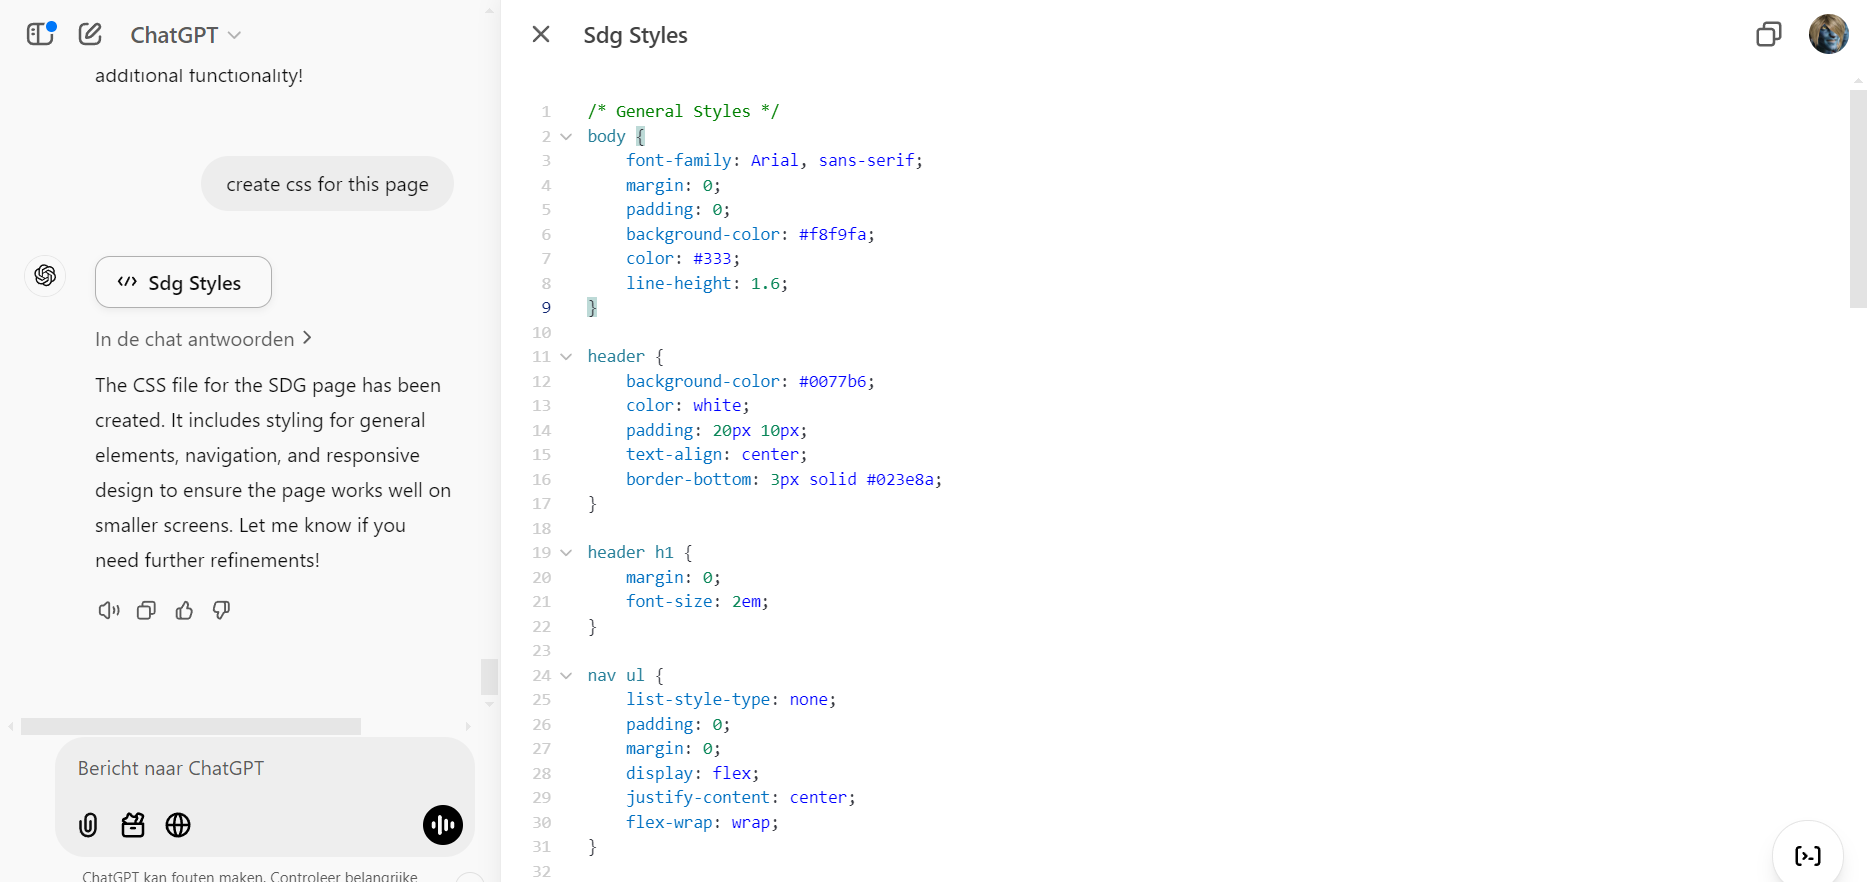 ChatGPT
additional functionality!
create css for this page
Sdg Styles
In de chat antwoorden
The CSS file for the SDG page has been
created. It includes styling for general
elements, navigation, and responsive
design to ensure the page works well on
smaller screens. Let me know if you
need further refinements!
Bericht naar ChatGPT
ChatGPT kan fouten maken. Controleer belangrijke
Sdg Styles
1 /* General Styles */
2 body {
3     font-family: Arial, sans-serif;
4     margin: 0;
5     padding: 0;
6     background-color: #f8f9fa;
7     color: #333;
8     line-height: 1.6;
9 }
10
11 header {
12     background-color: #0077b6;
13     color: white;
14     padding: 20px 10px;
15     text-align: center;
16     border-bottom: 3px solid #023e8a;
17 }
18
19 header h1 {
20     margin: 0;
21     font-size: 2em;
22 }
23
24 nav ul {
25     list-style-type: none;
26     padding: 0;
27     margin: 0;
28     display: flex;
29     justify-content: center;
30     flex-wrap: wrap;
31 }
32